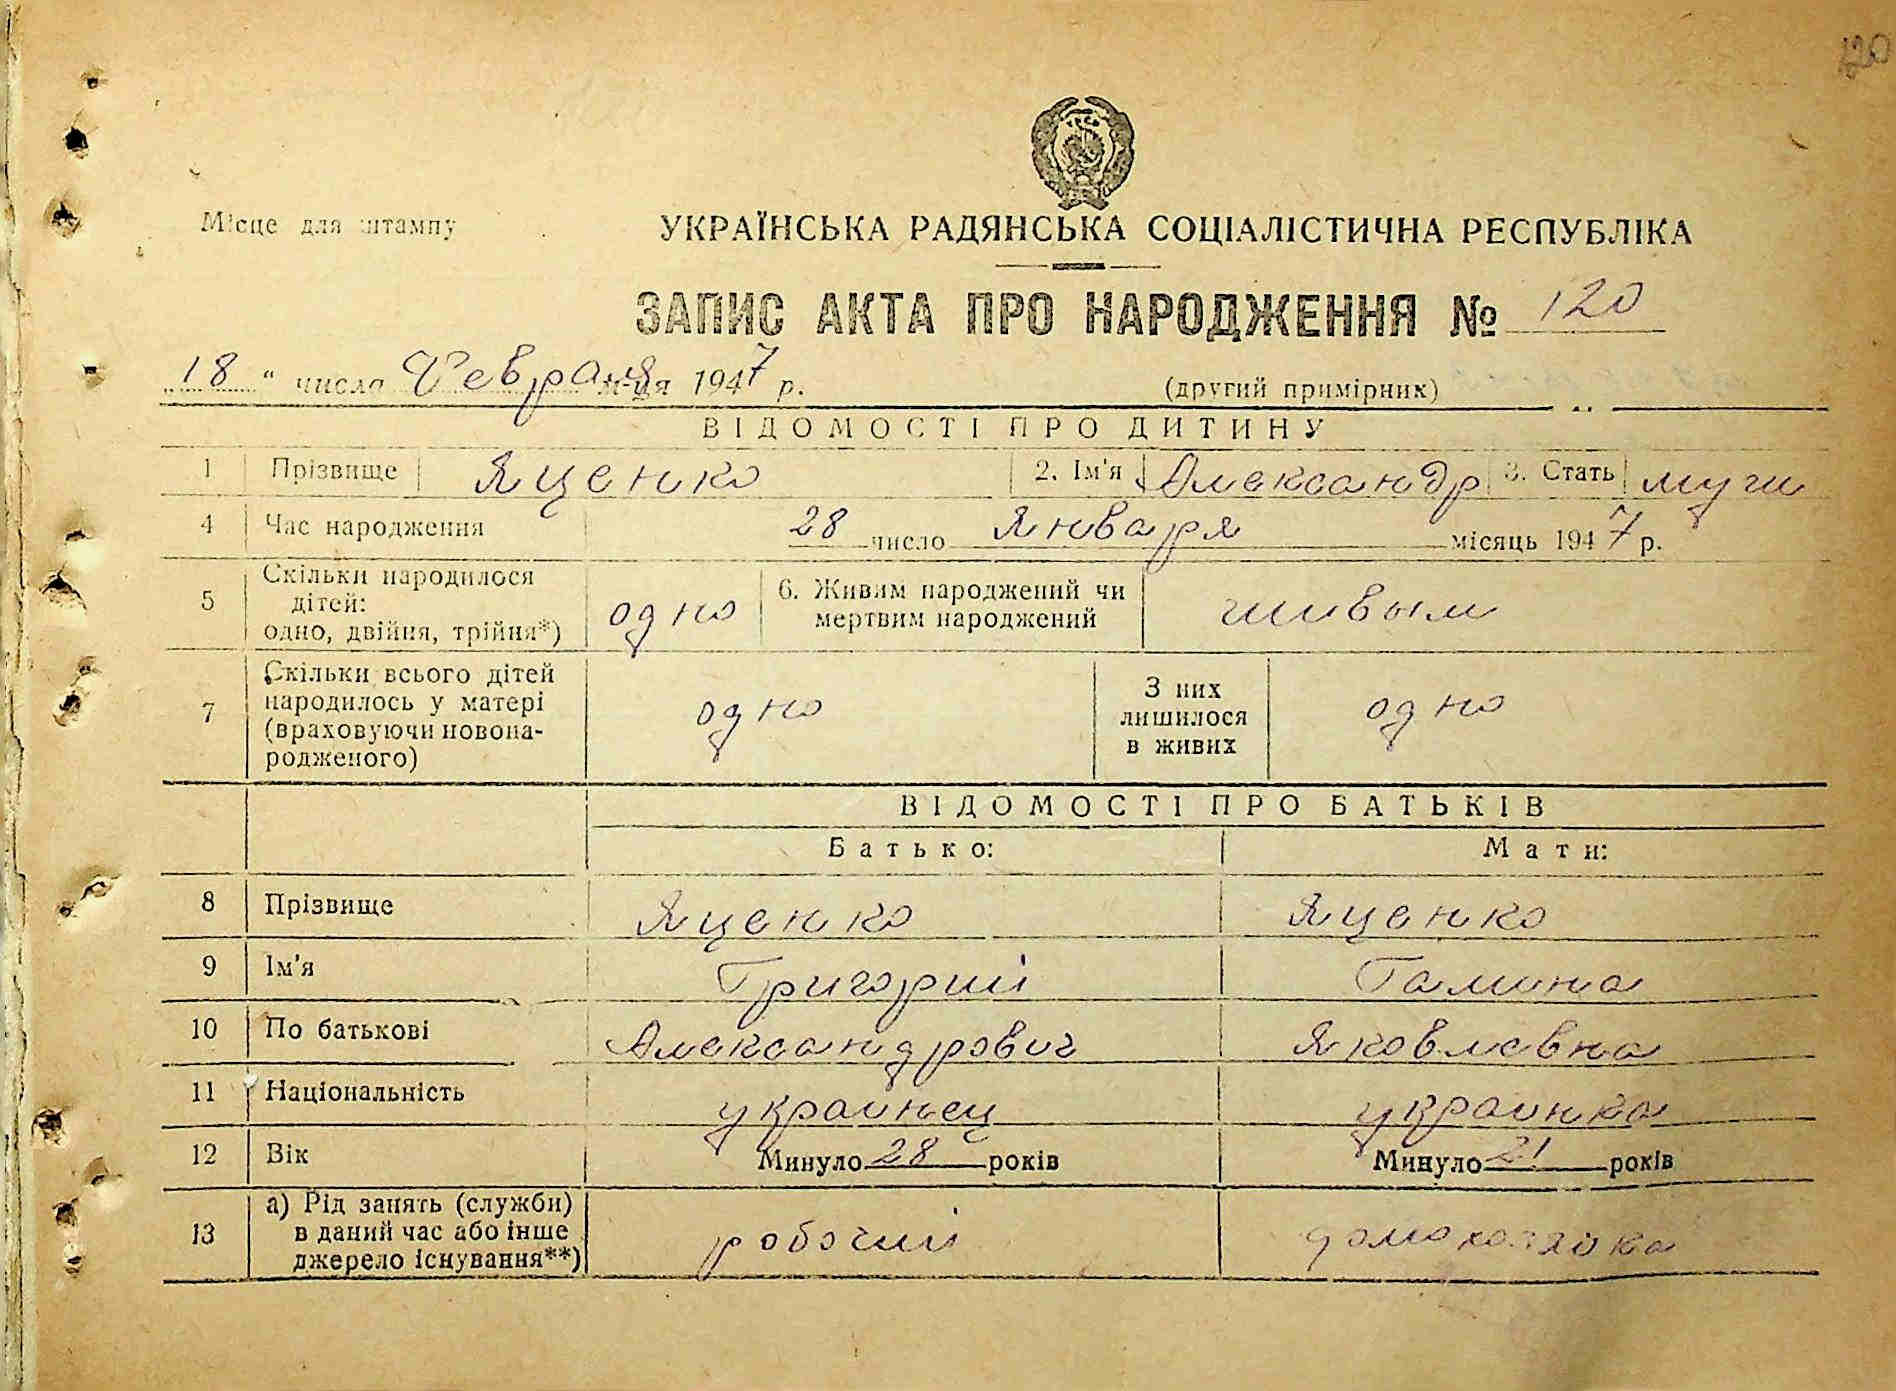 120
Місце для штампу
УКРАЇНСЬКА РАДЯНСЬКА СОЦІАЛІСТИЧНА РЕСПУБЛІКА
ЗАПИС АКТА ПРО НАРОДЖЕННЯ № 120
„18“ числа Февраля м-ця 1947 р. (другий примірник)
ВІДОМОСТІ ПРО ДИТИНУ
1 Прізвище Яценко 2. Ім'я Александр 3. Стать муж
4 Час народження 28 число Января місяць 1947 р.
5 Скільки народилося
дітей:
одно, двійня, трійня*) одно 6. Живим народжений чи
мертвим народжений живым
7 Скільки всього дітей
народилось у матері
(враховуючи новона-
родженого) одно З них
лишилося
в живих одно
ВІДОМОСТІ ПРО БАТЬКІВ
Батько: Мати:
8 Прізвище Яценко Яценко
9 Ім'я Григорий Галина
10 По батькові Александрович Яковлевна
11 Національність украинец украинка
12 Вік Минуло 28 років Минуло 21 років
13 а) Рід занять (служби)
в даний час або інше
джерело існування**) робочий домохозяйка